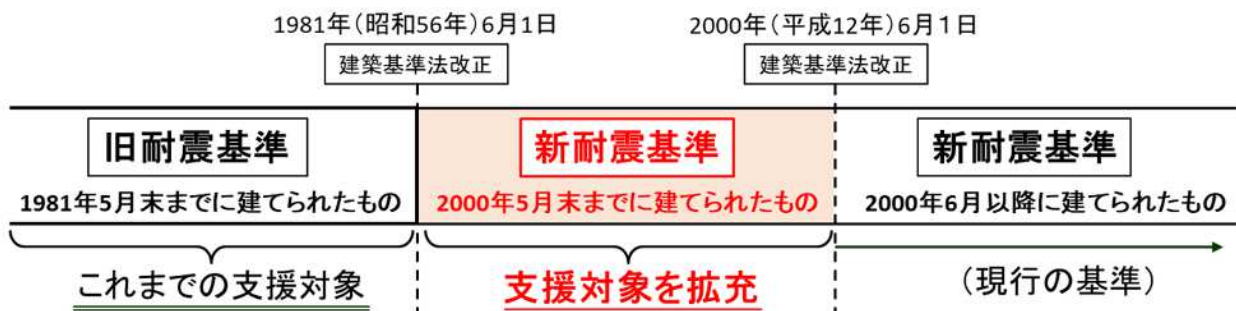 1981年(昭和56年)6月1日
2000年(平成12年)6月１日
建築基準法改正
建築基準法改正
旧耐震基準
1981年5月末までに建てられたもの
新耐震基準
2000年5月末までに建てられたもの
新耐震基準
2000年6月以降に建てられたもの
これまでの支援対象
支援対象を拡充
(現行の基準)